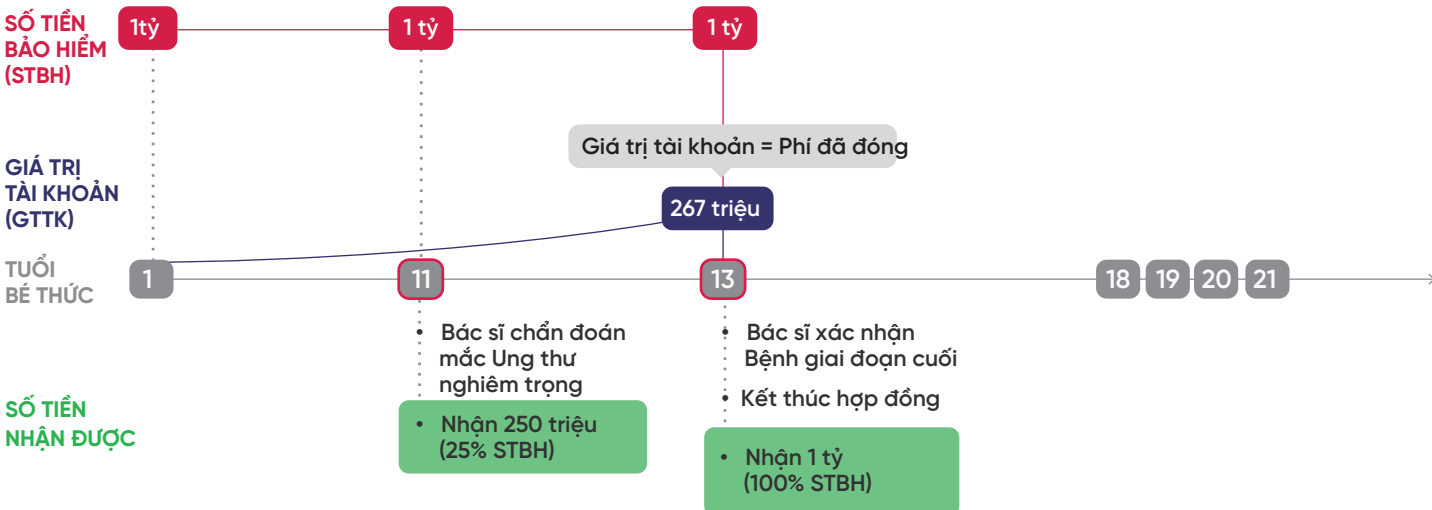 SỐ TIỀN
BẢO HIỂM
(STBH)
1tỷ
1 tỷ
1 tỷ
Giá trị tài khoản = Phí đã đóng
GIÁ TRỊ
TÀI KHOẢN
(GTTK)
267 triệu
TUỔI
BÉ THỨC
1
11
13
18
19
20
21
• Bác sĩ chẩn đoán
mắc Ung thư
nghiêm trọng
• Bác sĩ xác nhận
Bệnh giai đoạn cuối
• Kết thúc hợp đồng
SỐ TIỀN
NHẬN ĐƯỢC
• Nhận 250 triệu
(25% STBH)
• Nhận 1 tỷ
(100% STBH)